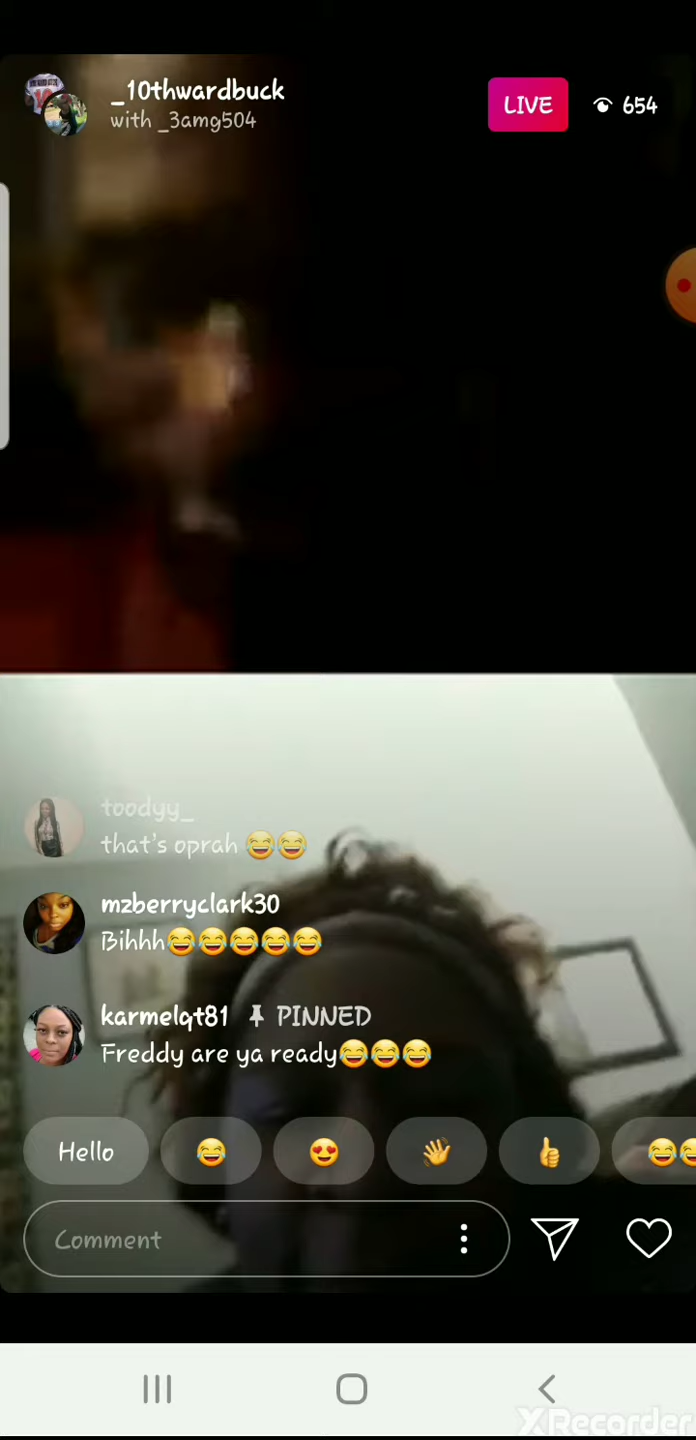 _10thwardbuck
with _3amg504
LIVE
654
toodyy_
that's oprah 😂😂
mzberryclark30
Bihhh😂😂😂😂😂
karmelqt81 PINNED
Freddy are ya ready😂😂😂
Hello 😂 😍 👋 👍 😂😂
Comment
XRecorder